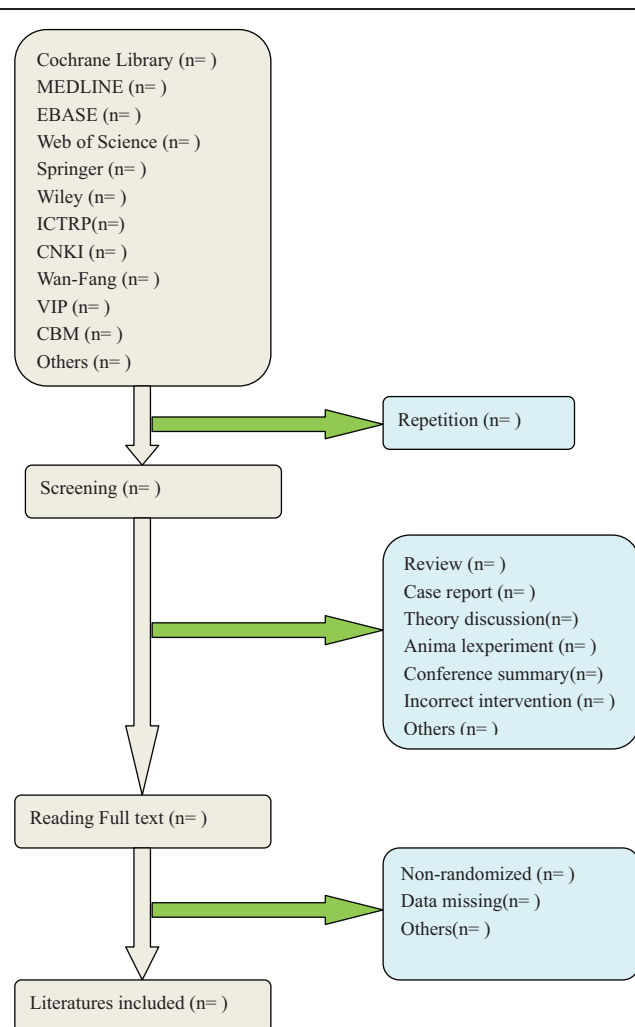 Cochrane Library (n= )
MEDLINE (n= )
EBASE (n= )
Web of Science (n= )
Springer (n= )
Wiley (n= )
ICTRP(n=)
CNKI (n= )
Wan-Fang (n= )
VIP (n= )
CBM (n= )
Others (n= )
Repetition (n= )
Screening (n= )
Review (n= )
Case report (n= )
Theory discussion(n=)
Anima lexperiment (n= )
Conference summary(n=)
Incorrect intervention (n= )
Others (n= )
Reading Full text (n= )
Non-randomized (n= )
Data missing(n= )
Others(n= )
Literatures included (n= )